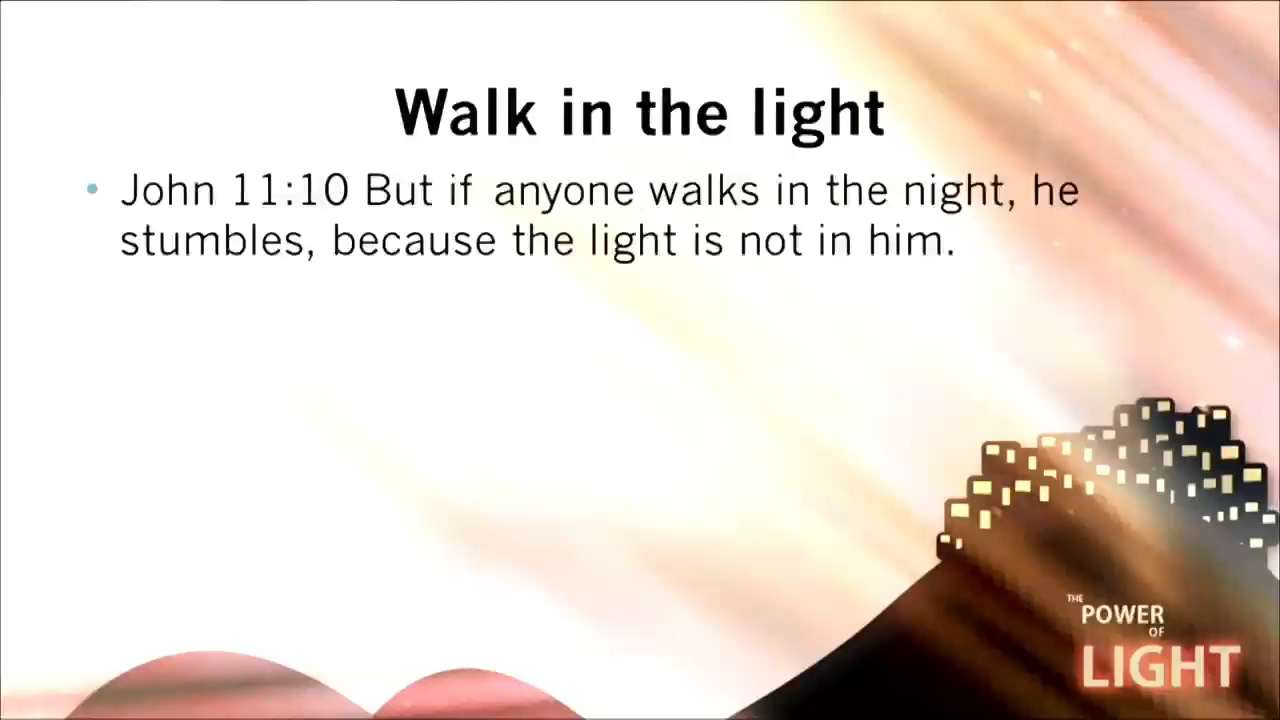 Walk in the light
• John 11:10 But if anyone walks in the night, he
stumbles, because the light is not in him.
THE
POWER
OF
LIGHT